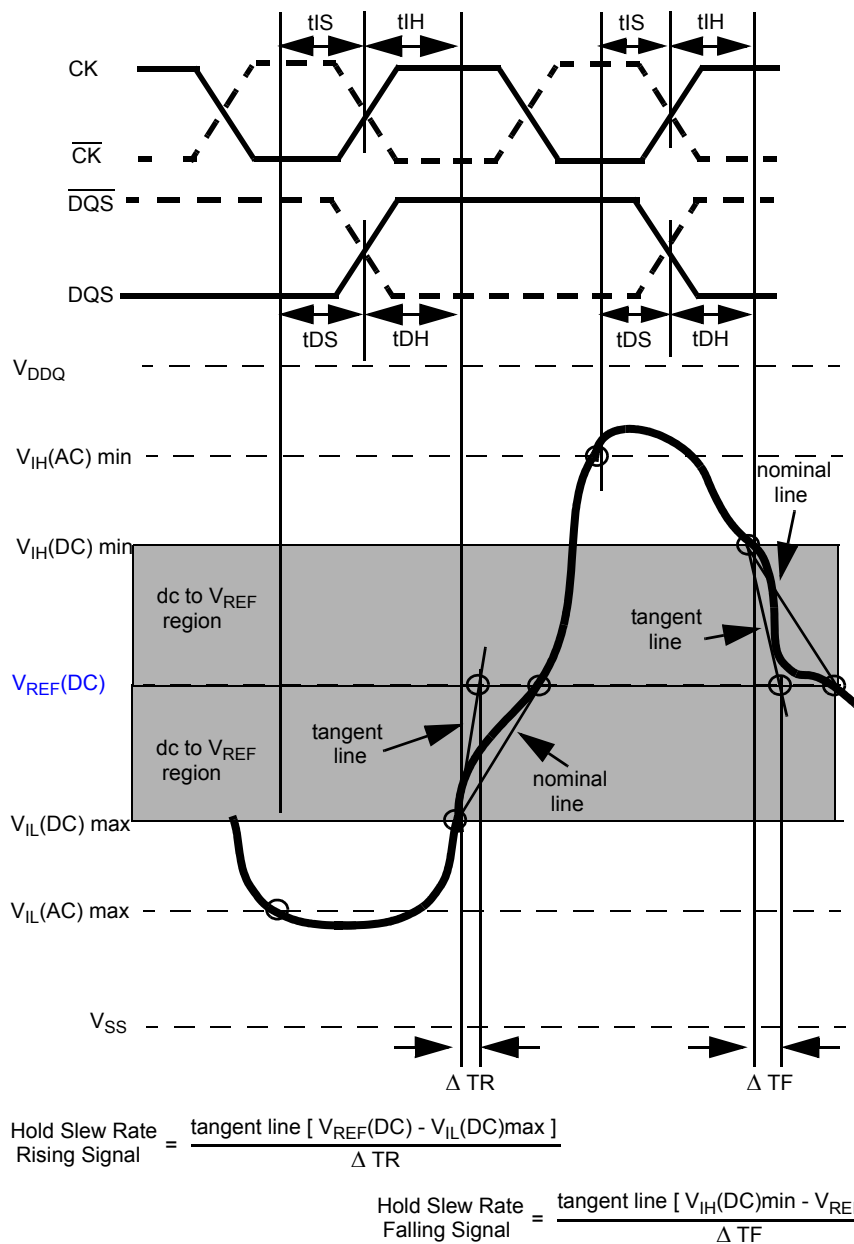 tIS tIH tIS tIH
CK
CK
DQS
DQS
tDS tDH tDS tDH
VDDQ
VIH(AC) min
nominal
line
VIH(DC) min
dc to VREF
region
tangent
line
VREF(DC)
tangent
line
dc to VREF
region
nominal
line
VIL(DC) max
VIL(AC) max
VSS
Δ TR Δ TF
Hold Slew Rate
Rising Signal = tangent line [ VREF(DC) - VIL(DC)max ]
Δ TR
Hold Slew Rate
Falling Signal = tangent line [ VIH(DC)min - VREF
Δ TF